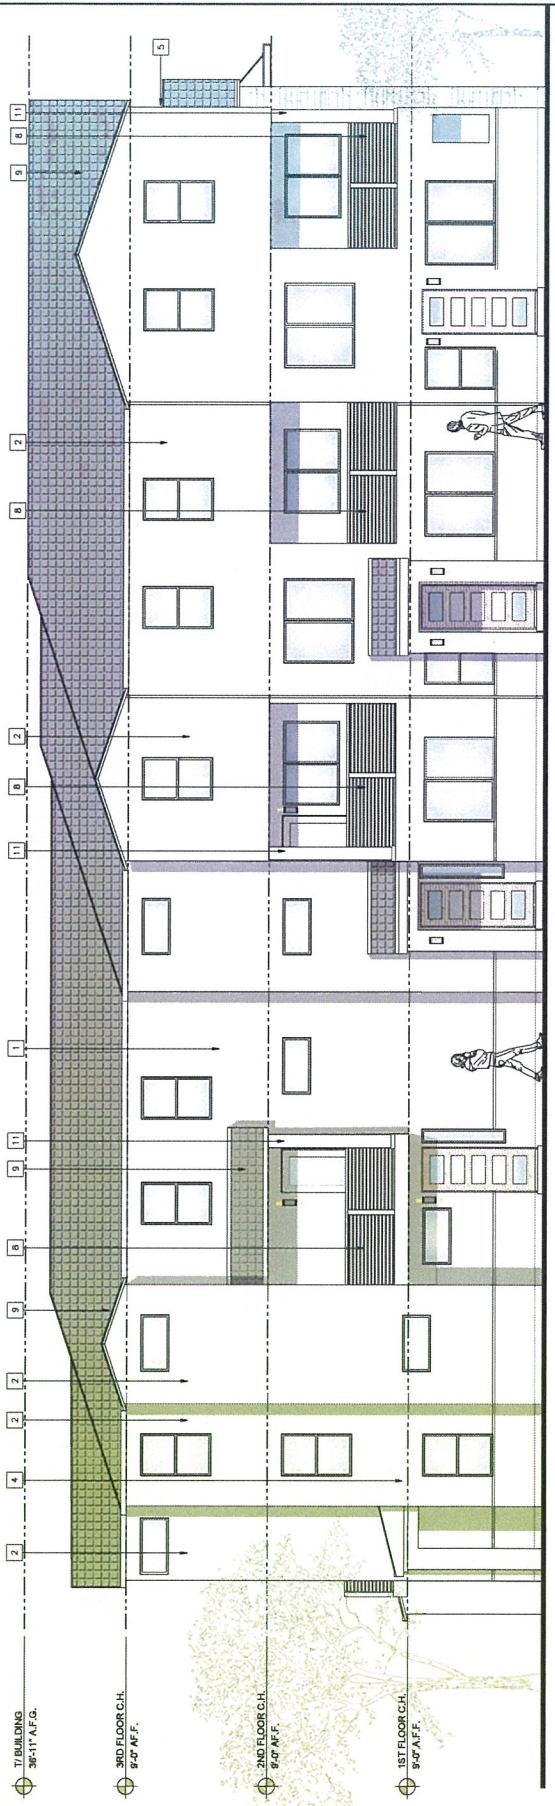 2 4 2 2 9 8 9 11 1 11 8 2 8 2 9 8 11
5
T/ BUILDING
36'-11" A.F.G.
3RD FLOOR C.H.
9'-0" A.F.F.
2ND FLOOR C.H.
9'-0" A.F.F.
1ST FLOOR C.H.
9'-0" A.F.F.